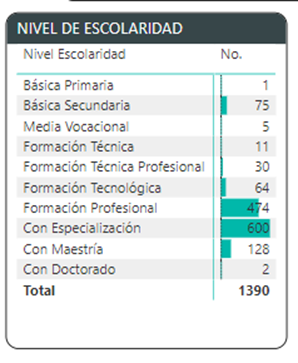 NIVEL DE ESCOLARIDAD
Nivel Escolaridad No.
Básica Primaria 1
Básica Secundaria 75
Media Vocacional 5
Formación Técnica 11
Formación Técnica Profesional 30
Formación Tecnológica 64
Formación Profesional 474
Con Especialización 600
Con Maestría 128
Con Doctorado 2
Total 1390